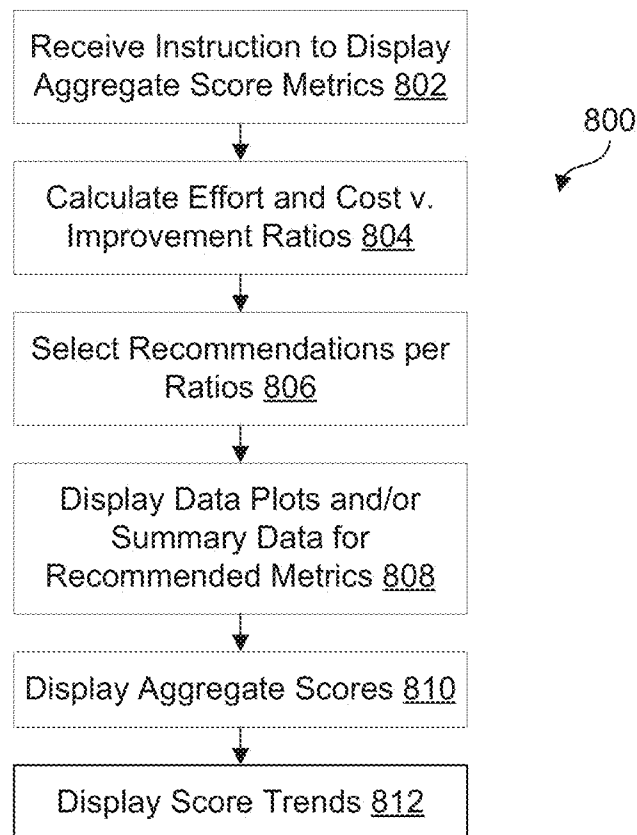 Receive Instruction to Display
Aggregate Score Metrics 802
800
Calculate Effort and Cost v.
Improvement Ratios 804
Select Recommendations per
Ratios 806
Display Data Plots and/or
Summary Data for
Recommended Metrics 808
Display Aggregate Scores 810
Display Score Trends 812